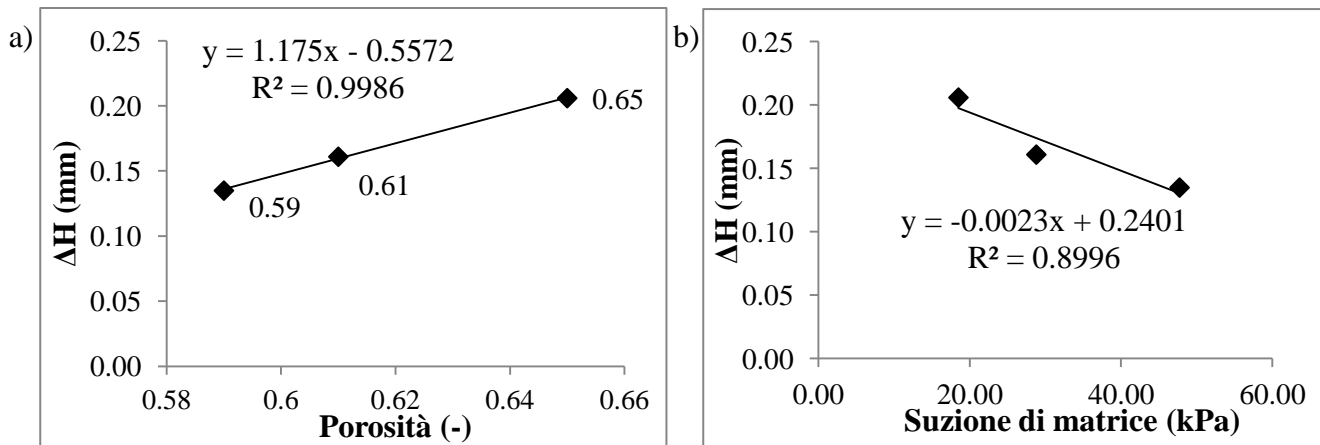 a)
0.25
0.20
0.15
0.10
0.05
0.00
ΔH (mm)
y = 1.175x - 0.5572
R² = 0.9986
0.59
0.61
0.65
0.58
0.6
0.62
0.64
0.66
Porosità (-)
b)
0.25
0.20
0.15
0.10
0.05
0.00
ΔH (mm)
y = -0.0023x + 0.2401
R² = 0.8996
0.00
20.00
40.00
60.00
Suzione di matrice (kPa)